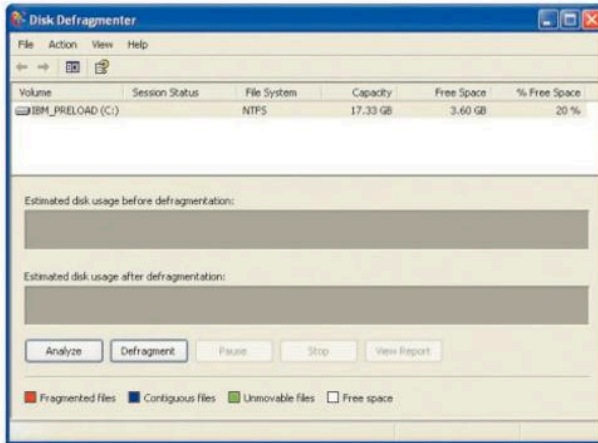 Disk Defragmenter
File Action View Help
Volume Session Status File System Capacity Free Space % Free Space
IBM_PRELOAD (C:) NTFS 17.33 GB 3.60 GB 20 %
Estimated disk usage before defragmentation:
Estimated disk usage after defragmentation:
Analyze Defragment Pause Stop View Report
Fragmented files Contiguous files Unmovable files Free space